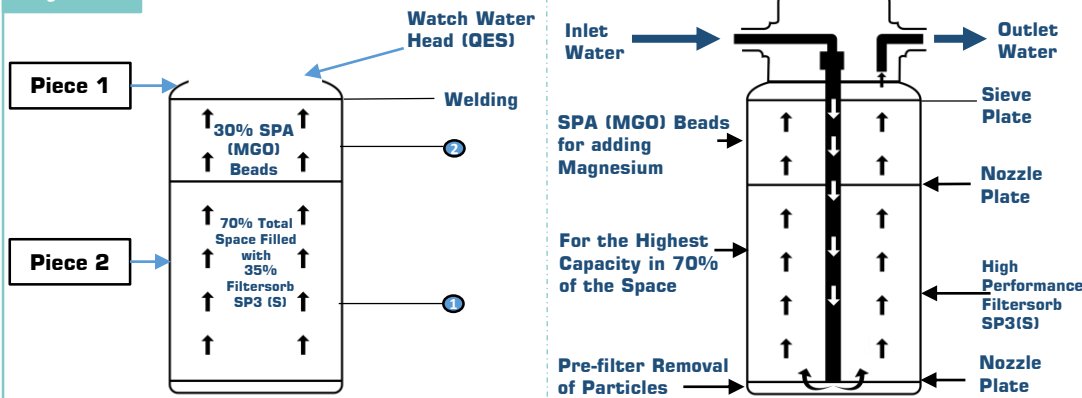 Watch Water
Head (QES)
Piece 1
Welding
30% SPA
(MGO)
Beads
2
70% Total
Space Filled
with
35%
Filtersorb
SP3 (S)
Piece 2
1
Inlet
Water
Outlet
Water
Sieve
Plate
SPA (MGO) Beads
for adding
Magnesium
Nozzle
Plate
For the Highest
Capacity in 70%
of the Space
High
Performance
Filtersorb
SP3(S)
Pre-filter Removal
of Particles
Nozzle
Plate